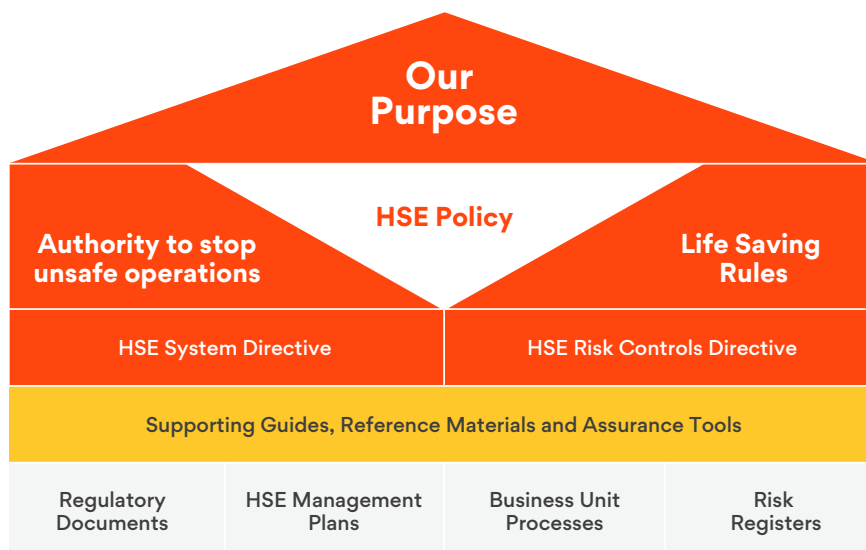 Our
Purpose
HSE Policy
Authority to stop
unsafe operations
Life Saving
Rules
HSE System Directive
HSE Risk Controls Directive
Supporting Guides, Reference Materials and Assurance Tools
Regulatory
Documents
HSE Management
Plans
Business Unit
Processes
Risk
Registers